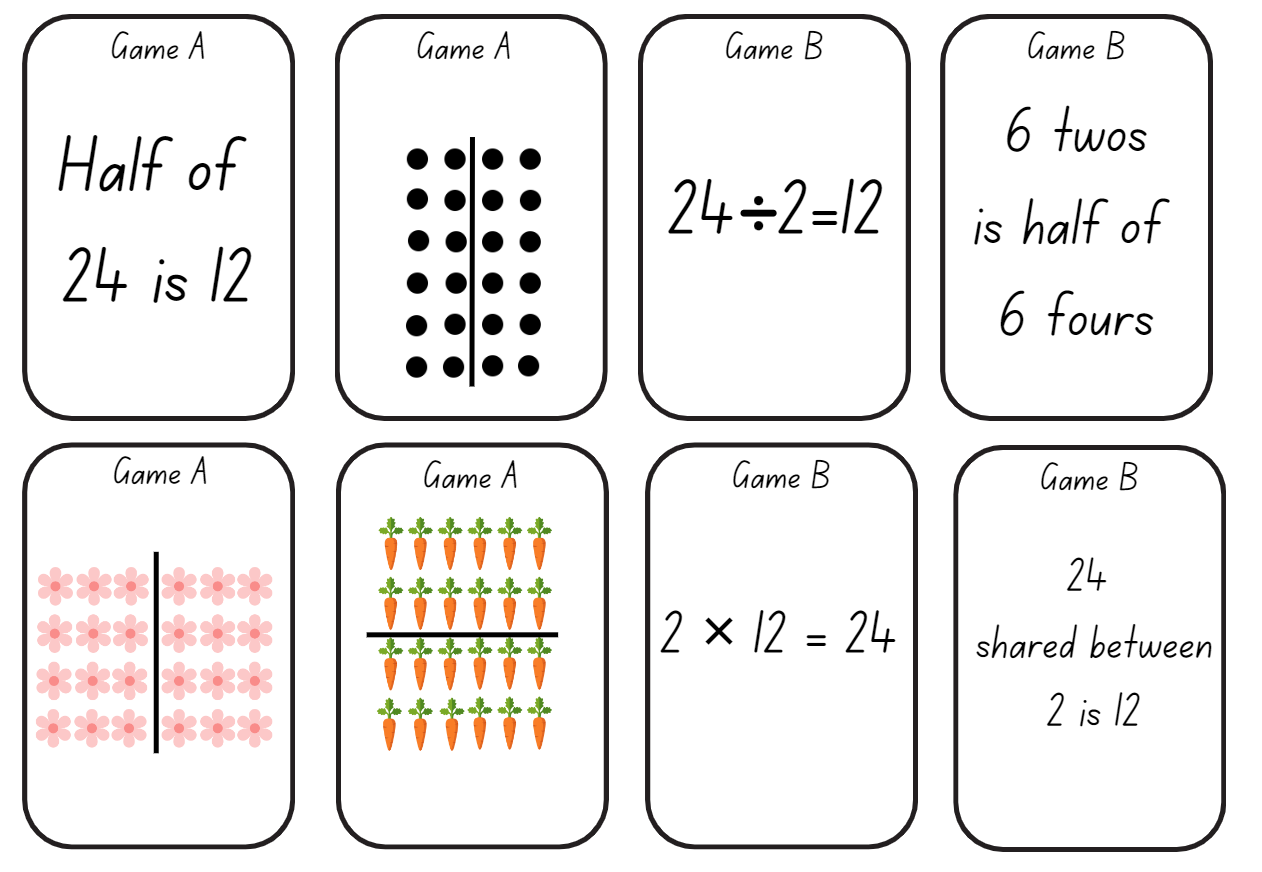 Game A
Half of
24 is 12
Game A
Game B
24÷2=12
Game B
6 twos
is half of
6 fours
Game A
Game A
Game B
2 × 12 = 24
Game B
24
shared between
2 is 12